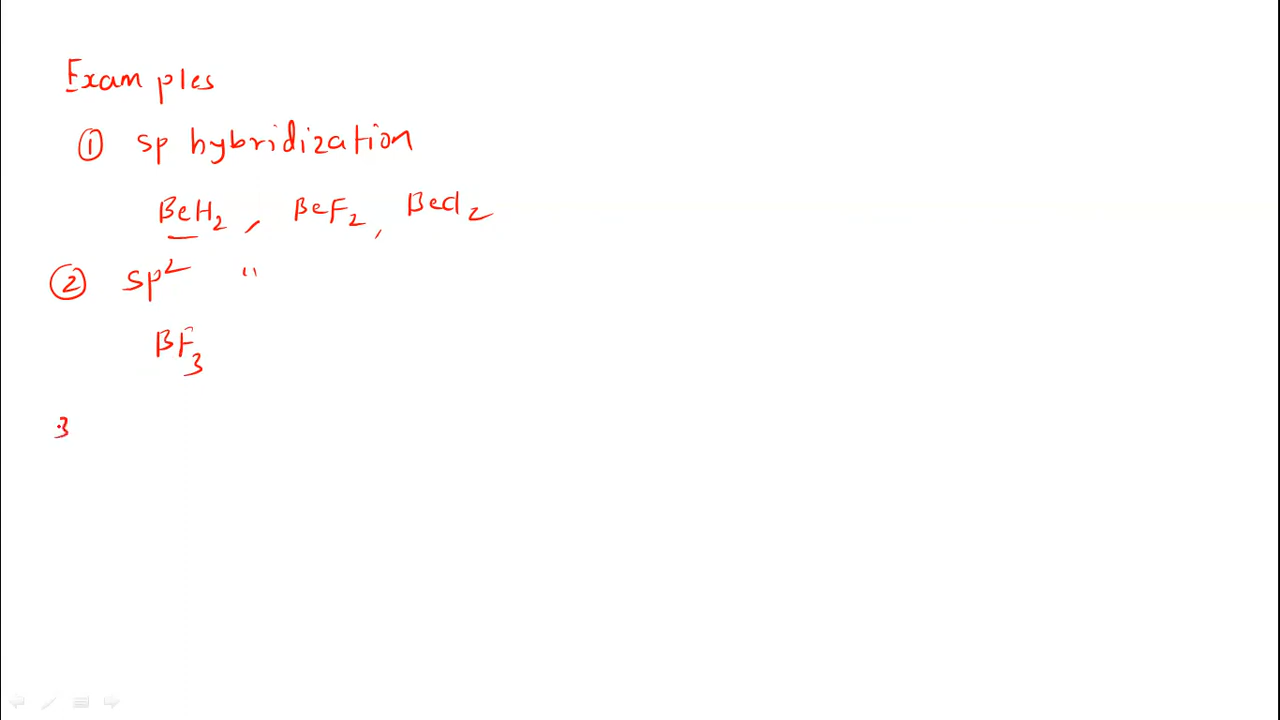 Examples
① sp hybridization
BeH₂, BeF₂, BeCl₂
② sp² "
BF₃
3